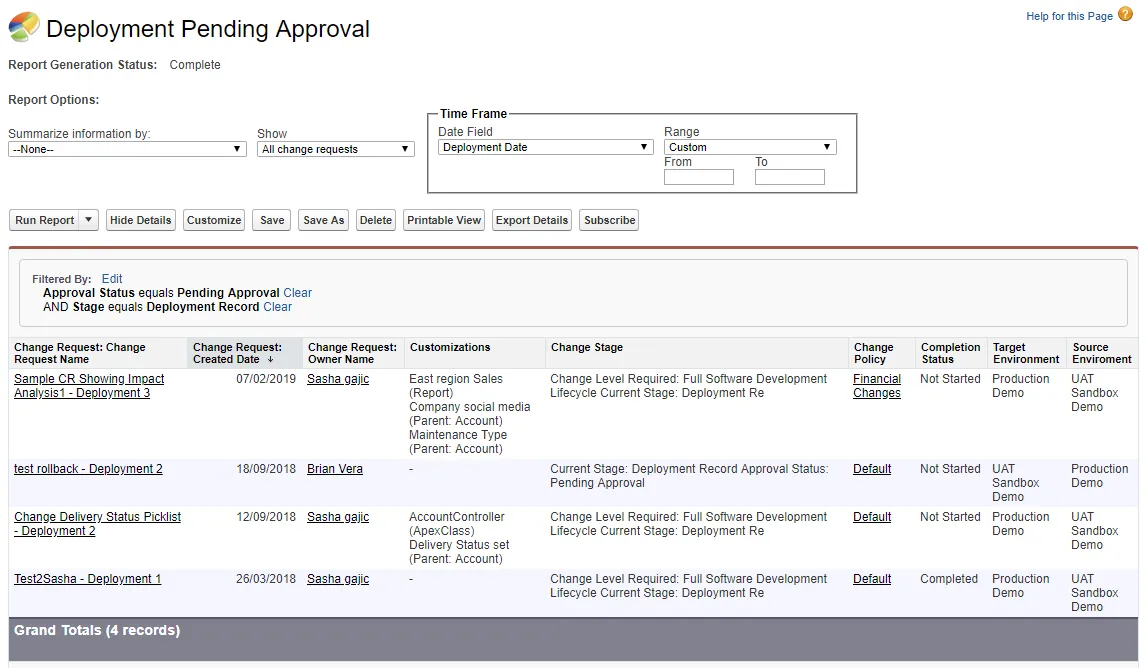 Deployment Pending Approval
Help for this Page ?
Report Generation Status: Complete
Report Options:
Summarize information by:
--None--
Show
All change requests
Time Frame
Date Field
Deployment Date
Range
Custom
From
To
Run Report
Hide Details
Customize
Save
Save As
Delete
Printable View
Export Details
Subscribe
Filtered By: Edit
Approval Status equals Pending Approval Clear
AND Stage equals Deployment Record Clear
Change Request: Change
Request Name
Change Request:
Created Date ↓
Change Request:
Owner Name
Customizations
Change Stage
Change
Policy
Completion
Status
Target
Environment
Source
Enviroment
Sample CR Showing Impact
Analysis1 - Deployment 3
07/02/2019
Sasha gajic
East region Sales
(Report)
Company social media
(Parent: Account)
Maintenance Type
(Parent: Account)
Change Level Required: Full Software Development
Lifecycle Current Stage: Deployment Re
Financial
Changes
Not Started
Production
Demo
UAT
Sandbox
Demo
test rollback - Deployment 2
18/09/2018
Brian Vera
-
Current Stage: Deployment Record Approval Status:
Pending Approval
Default
Not Started
UAT
Sandbox
Demo
Production
Demo
Change Delivery Status Picklist
- Deployment 2
12/09/2018
Sasha gajic
AccountController
(ApexClass)
Delivery Status set
(Parent: Account)
Change Level Required: Full Software Development
Lifecycle Current Stage: Deployment Re
Default
Not Started
Production
Demo
UAT
Sandbox
Demo
Test2Sasha - Deployment 1
26/03/2018
Sasha gajic
-
Change Level Required: Full Software Development
Lifecycle Current Stage: Deployment Re
Default
Completed
Production
Demo
UAT
Sandbox
Demo
Grand Totals (4 records)